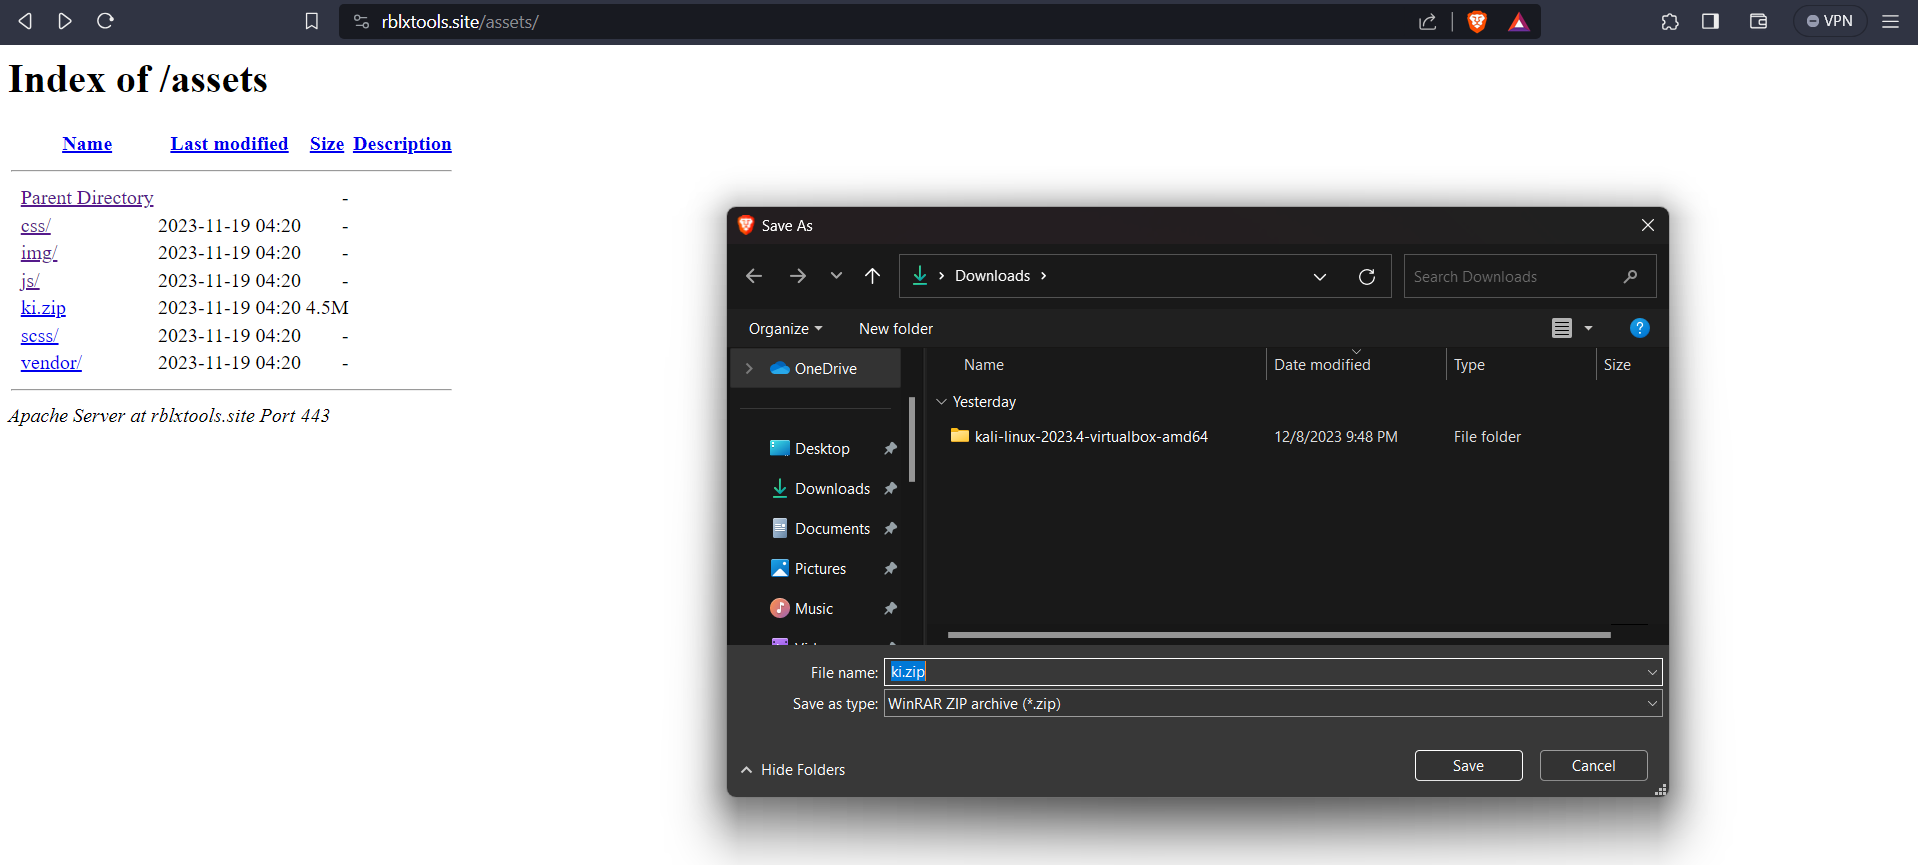 rblxtools.site/assets/
VPN
Index of /assets
Name Last modified Size Description
Parent Directory -
css/ 2023-11-19 04:20 -
img/ 2023-11-19 04:20 -
js/ 2023-11-19 04:20 -
ki.zip 2023-11-19 04:20 4.5M
scss/ 2023-11-19 04:20 -
vendor/ 2023-11-19 04:20 -
Apache Server at rblxtools.site Port 443
Save As
Downloads
Search Downloads
Organize New folder
?
OneDrive
Desktop
Downloads
Documents
Pictures
Music
Name Date modified Type Size
Yesterday
kali-linux-2023.4-virtualbox-amd64 12/8/2023 9:48 PM File folder
File name: ki.zip
Save as type: WinRAR ZIP archive (*.zip)
Hide Folders Save Cancel